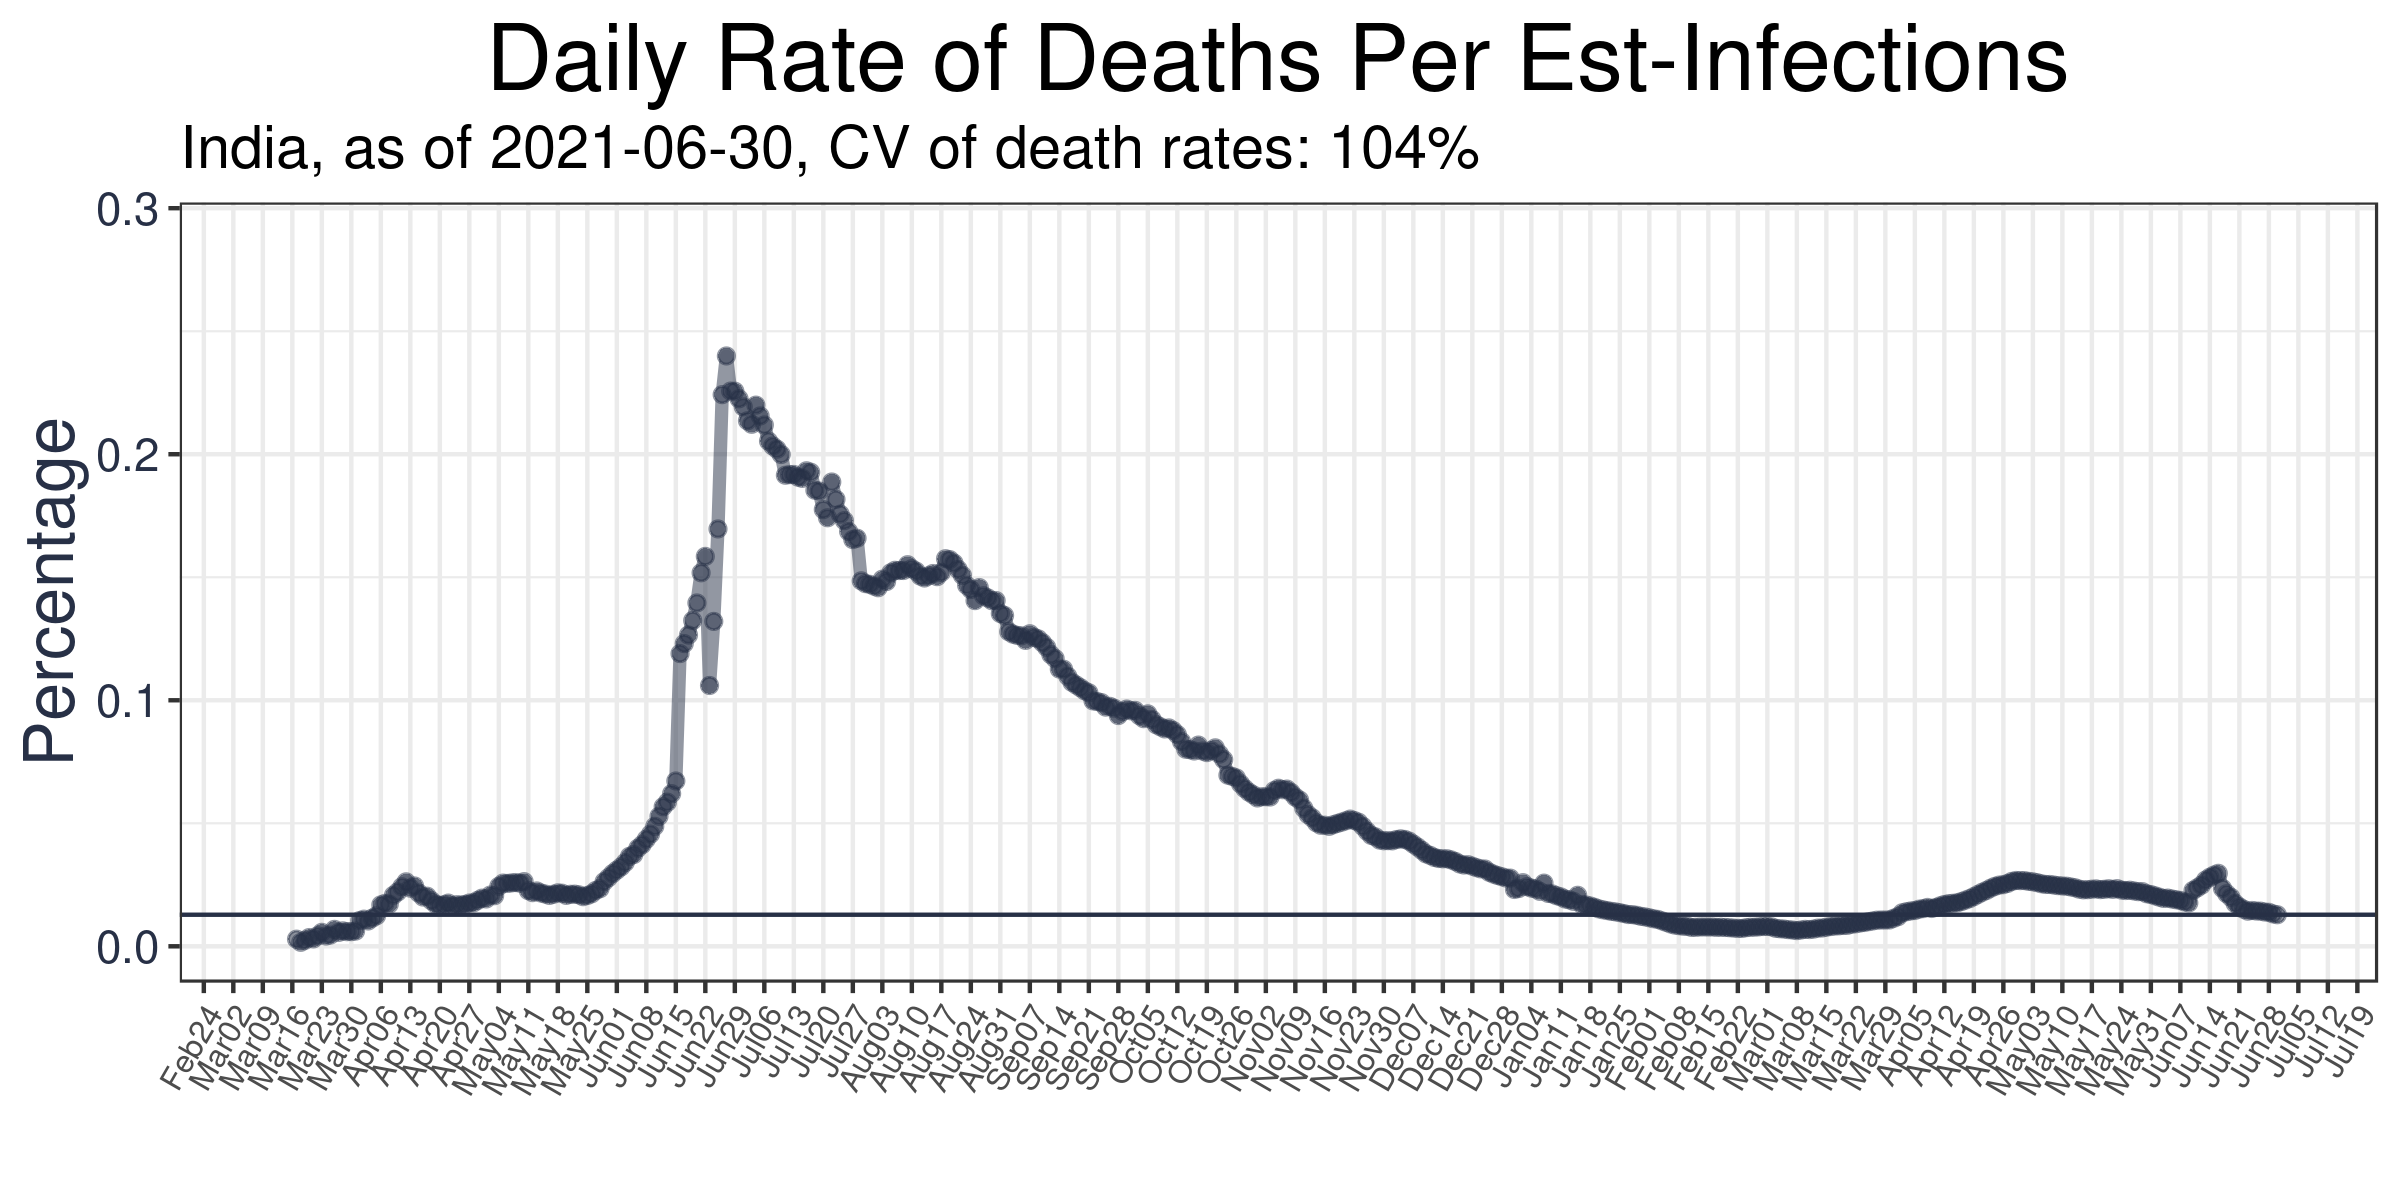 Daily Rate of Deaths Per Est-Infections
India, as of 2021-06-30, CV of death rates: 104%
Percentage
0.3
0.2
0.1
0.0
Feb24 Mar02 Mar09 Mar16 Mar23 Mar30 Apr06 Apr13 Apr20 Apr27 May04 May11 May18 May25 Jun01 Jun08 Jun15 Jun22 Jun29 Jul06 Jul13 Jul20 Jul27 Aug03 Aug10 Aug17 Aug24 Aug31 Sep07 Sep14 Sep21 Sep28 Oct05 Oct12 Oct19 Oct26 Nov02 Nov09 Nov16 Nov23 Nov30 Dec07 Dec14 Dec21 Dec28 Jan04 Jan11 Jan18 Jan25 Feb01 Feb08 Feb15 Feb22 Mar01 Mar08 Mar15 Mar22 Mar29 Apr05 Apr12 Apr19 Apr26 May03 May10 May17 May24 May31 Jun07 Jun14 Jun21 Jun28 Jul05 Jul12 Jul19